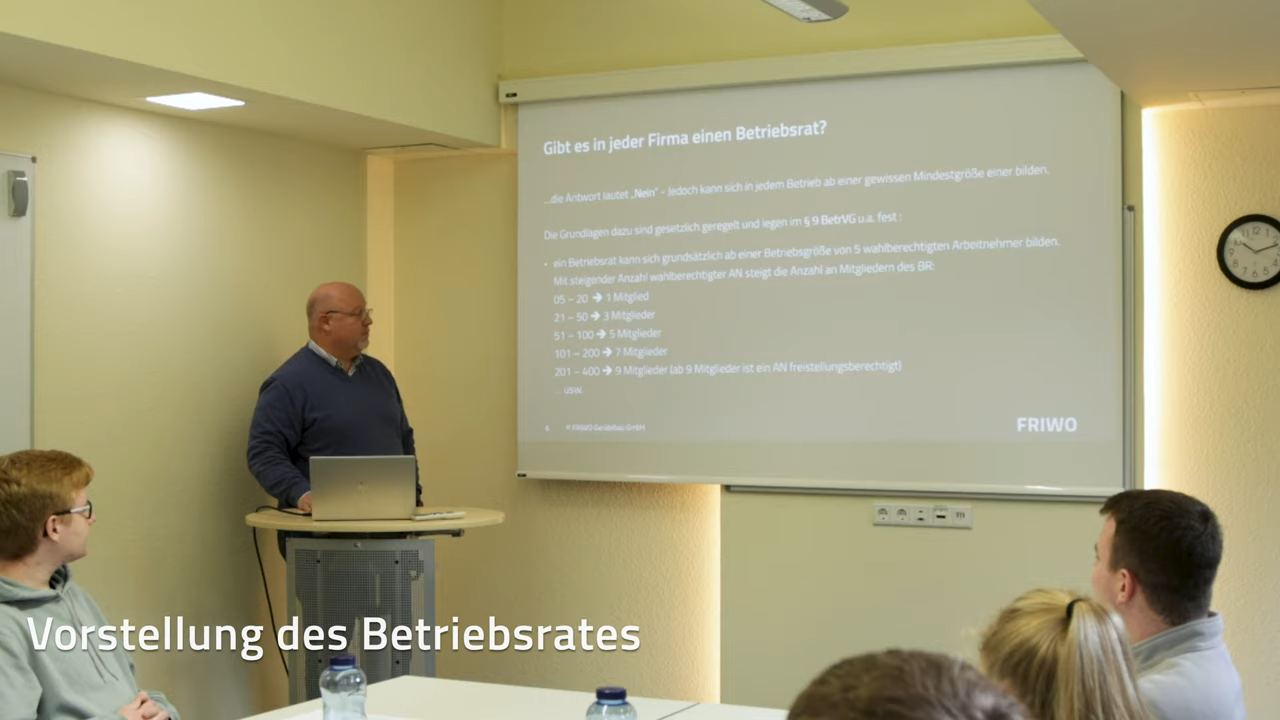 Gibt es in jeder Firma einen Betriebsrat?
...die Antwort lautet „Nein" – Jedoch kann sich in jedem Betrieb ab einer gewissen Mindestgröße einer bilden.
Die Grundlagen dazu sind gesetzlich geregelt und legen im § 9 BetrVG u.a. fest :
• ein Betriebsrat kann sich grundsätzlich ab einer Betriebsgröße von 5 wahlberechtigten Arbeitnehmer bilden.
Mit steigender Anzahl wahlberechtigter AN steigt die Anzahl an Mitgliedern des BR:
05 – 20 → 1 Mitglied
21 – 50 → 3 Mitglieder
51 – 100 → 5 Mitglieder
101 – 200 → 7 Mitglieder
201 – 400 → 9 Mitglieder (ab 9 Mitglieder ist ein AN freistellungsberechtigt)
... usw.
© FRIWO Gerätebau GmbH
FRIWO
12
Vorstellung des Betriebsrates